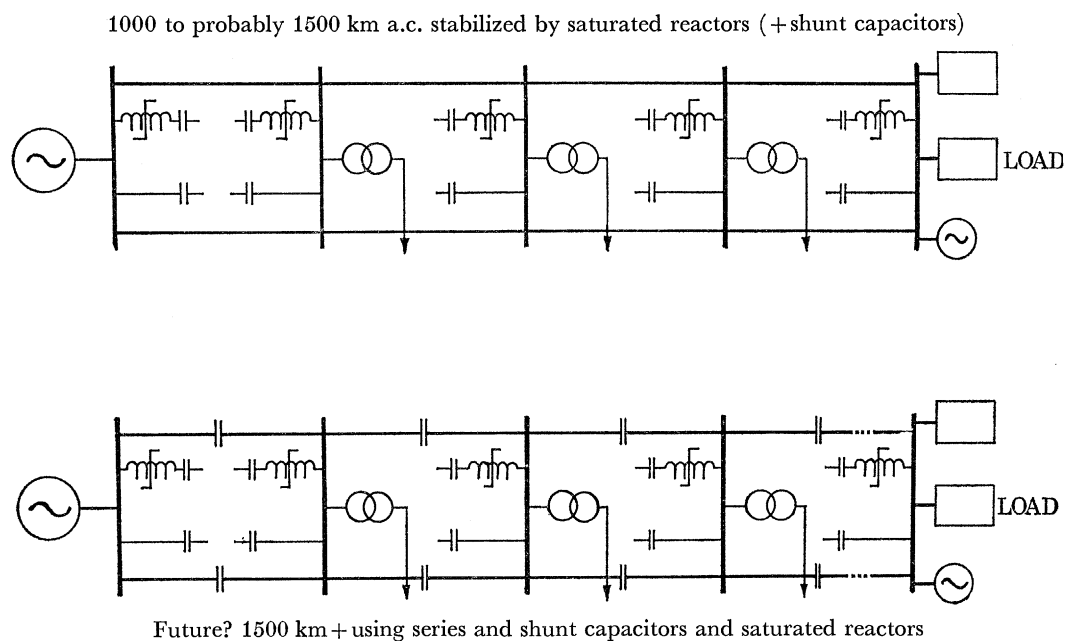 1000 to probably 1500 km a.c. stabilized by saturated reactors (+shunt capacitors)
LOAD
LOAD
Future? 1500 km+using series and shunt capacitors and saturated reactors